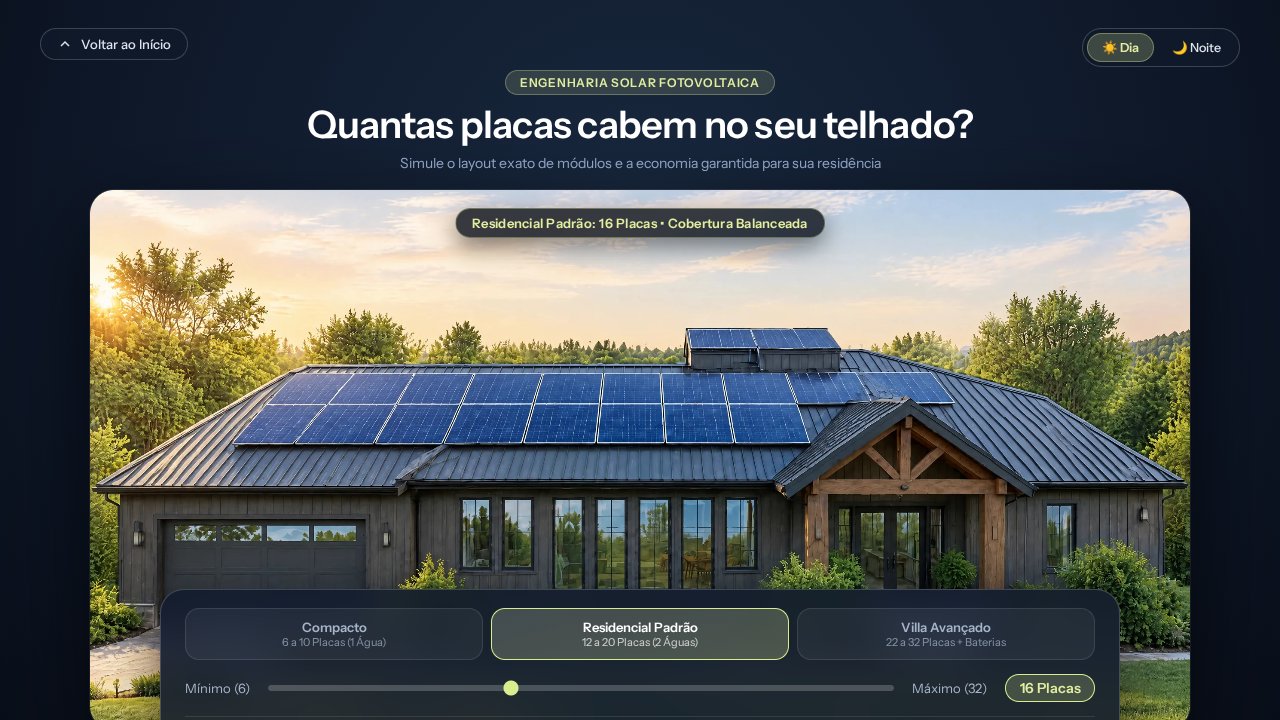 Voltar ao Início
☀️ Dia
🌙 Noite
ENGENHARIA SOLAR FOTOVOLTAICA
Quantas placas cabem no seu telhado?
Simule o layout exato de módulos e a economia garantida para sua residência
Residencial Padrão: 16 Placas • Cobertura Balanceada
Compacto
6 a 10 Placas (1 Água)
Residencial Padrão
12 a 20 Placas (2 Águas)
Villa Avançado
22 a 32 Placas + Baterias
Mínimo (6)
Máximo (32)
16 Placas